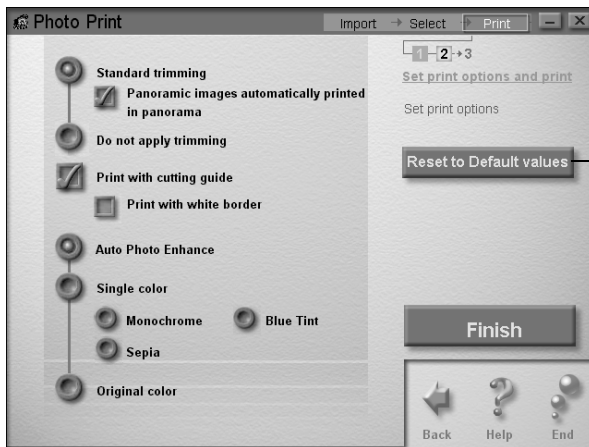 Photo Print
Import → Select → Print
1 2 → 3
Set print options and print
Set print options
Standard trimming
Panoramic images automatically printed
in panorama
Do not apply trimming
Print with cutting guide
Print with white border
Auto Photo Enhance
Single color
Monochrome
Blue Tint
Sepia
Original color
Reset to Default values
Finish
Back
Help
End